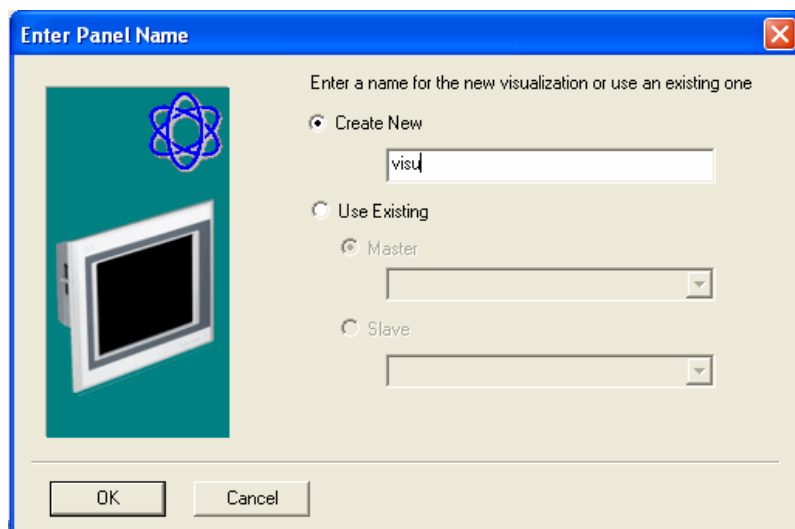 Enter Panel Name
Enter a name for the new visualization or use an existing one
Create New
visu
Use Existing
Master
Slave
OK Cancel